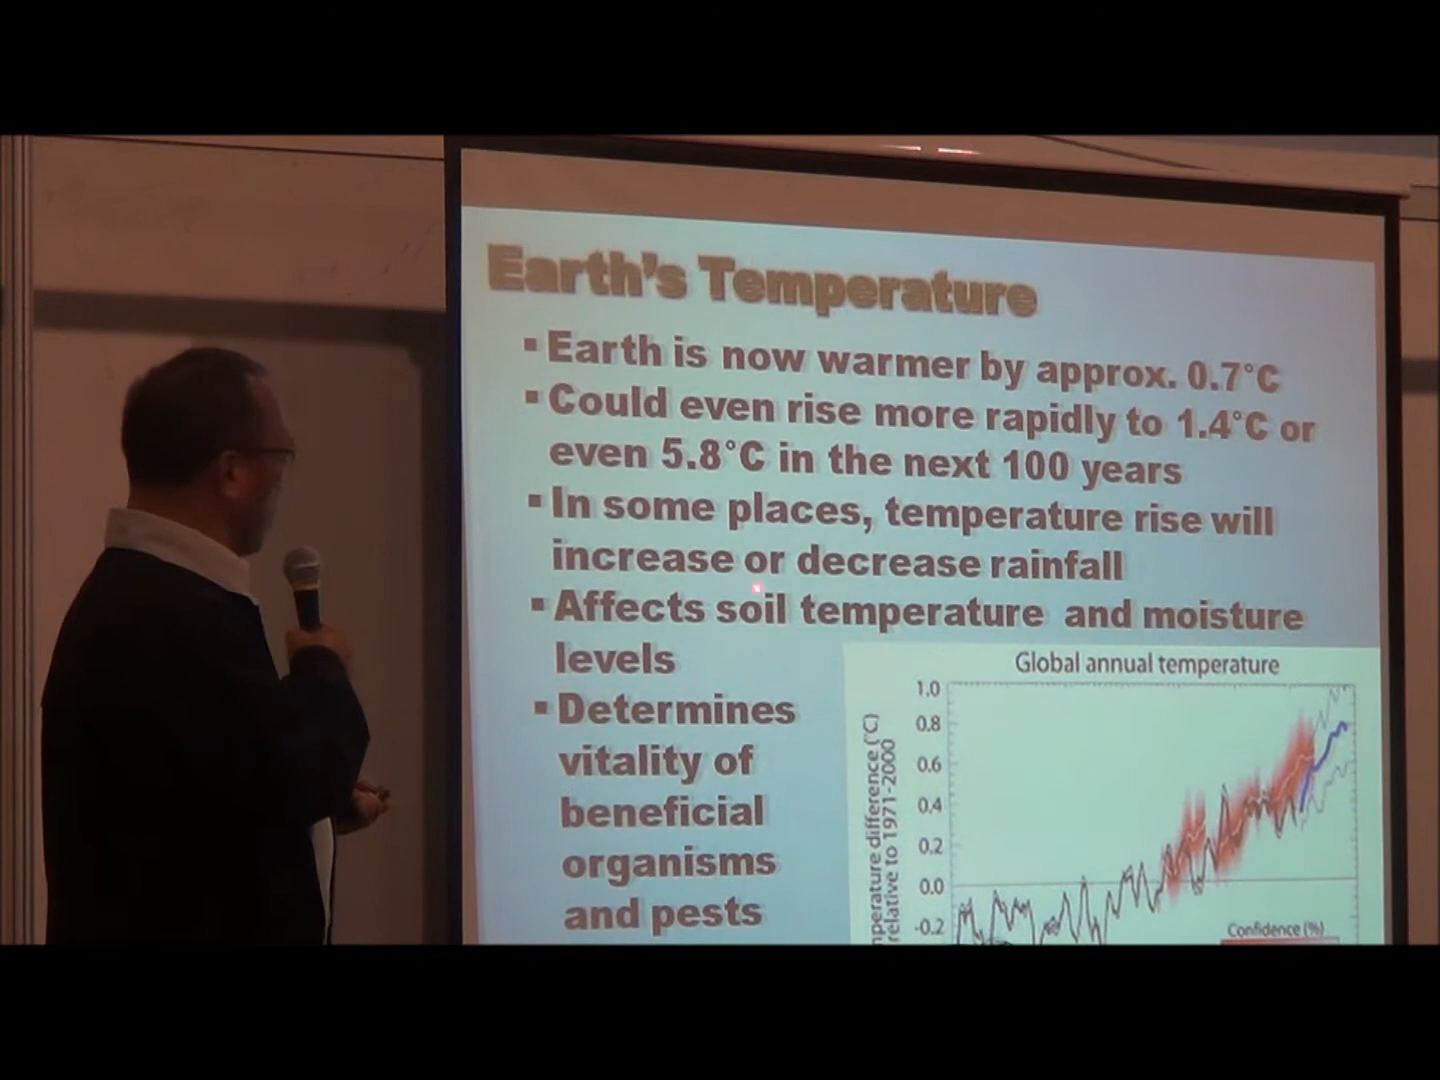 Earth's Temperature
▪ Earth is now warmer by approx. 0.7°C
▪ Could even rise more rapidly to 1.4°C or
even 5.8°C in the next 100 years
▪ In some places, temperature rise will
increase or decrease rainfall
▪ Affects soil temperature and moisture
levels
▪ Determines
vitality of
beneficial
organisms
and pests
Global annual temperature
difference (°C)
relative to 1971-2000
1.0
0.8
0.6
0.4
0.2
0.0
-0.2
Confidence (%)